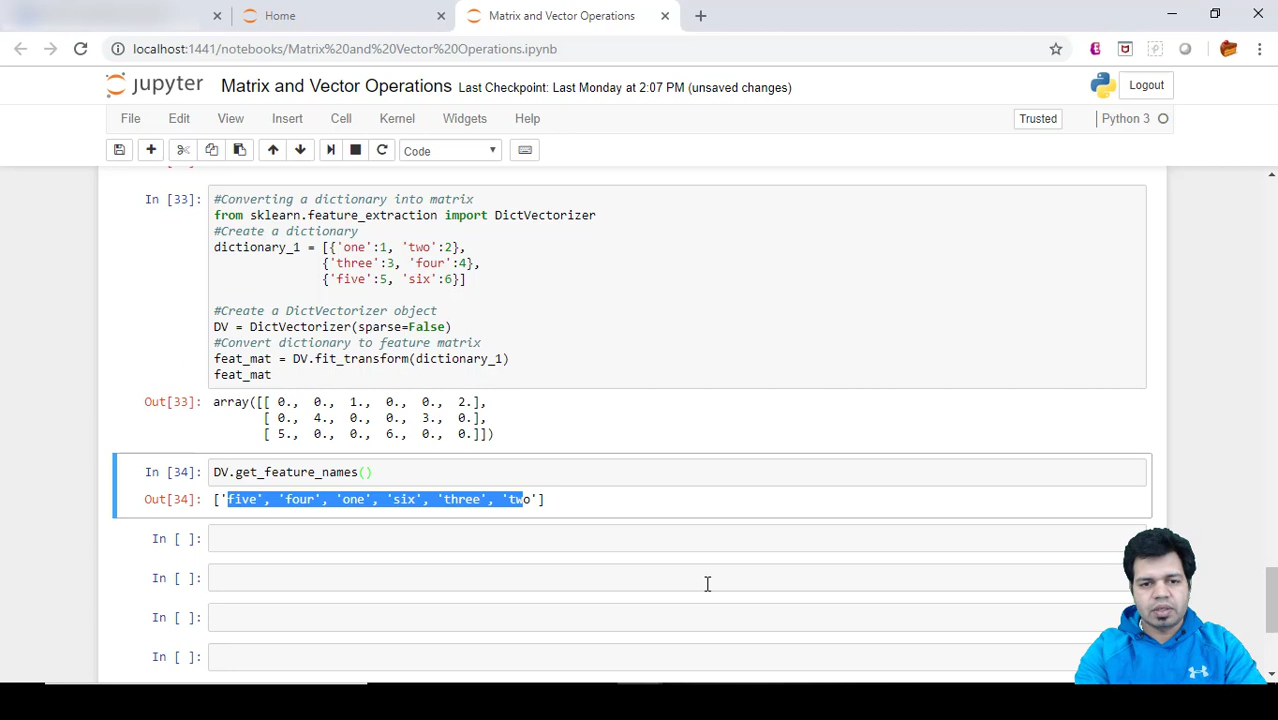 Home
Matrix and Vector Operations
localhost:1441/notebooks/Matrix%20and%20Vector%20Operations.ipynb
jupyter Matrix and Vector Operations Last Checkpoint: Last Monday at 2:07 PM (unsaved changes) Logout
File Edit View Insert Cell Kernel Widgets Help Trusted Python 3
Code
In [33]: #Converting a dictionary into matrix
from sklearn.feature_extraction import DictVectorizer
#Create a dictionary
dictionary_1 = [{'one':1, 'two':2},
{'three':3, 'four':4},
{'five':5, 'six':6}]
#Create a DictVectorizer object
DV = DictVectorizer(sparse=False)
#Convert dictionary to feature matrix
feat_mat = DV.fit_transform(dictionary_1)
feat_mat
Out[33]: array([[ 0., 0., 1., 0., 0., 2.],
[ 0., 4., 0., 0., 3., 0.],
[ 5., 0., 0., 6., 0., 0.]])
In [34]: DV.get_feature_names()
Out[34]: ['five', 'four', 'one', 'six', 'three', 'two']
In [ ]:
In [ ]:
In [ ]:
In [ ]: